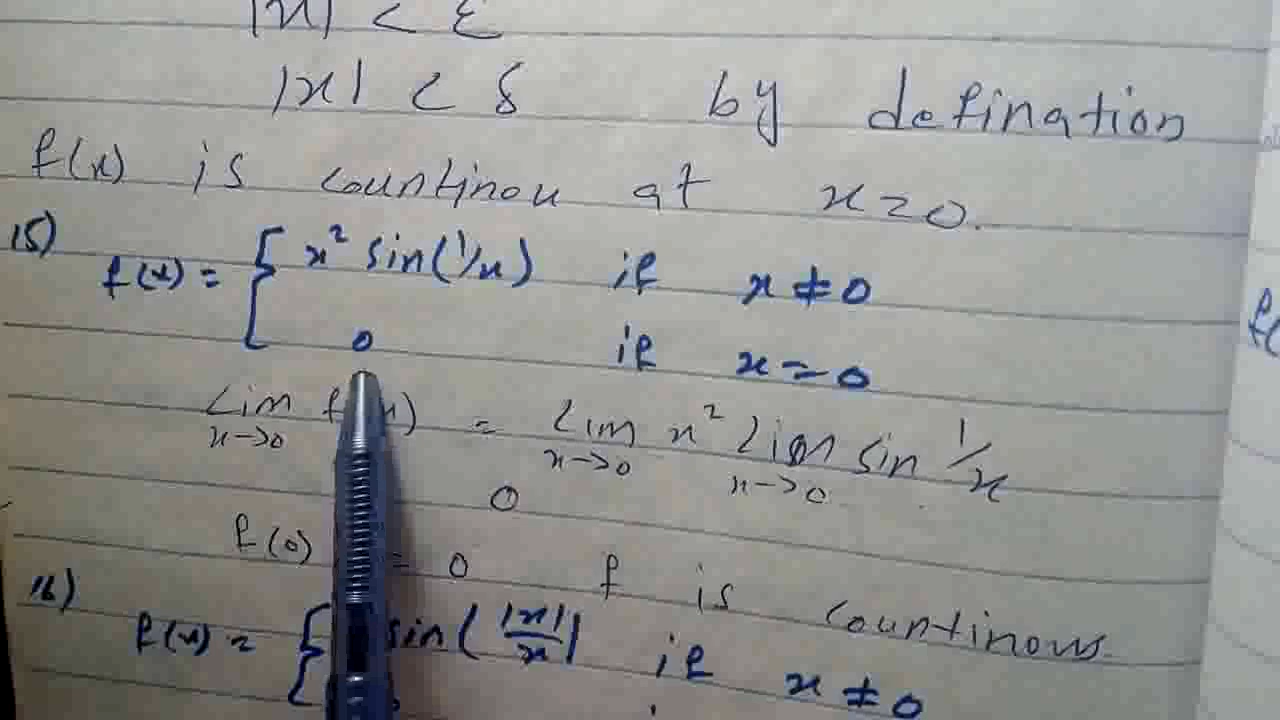 |x| < ε
|x| < δ by defination
f(x) is countinou at x=0.
15) f(x) = { x² sin(1/x) if x ≠ 0
0 if x = 0
Lim x->0 f(x) = Lim x->0 x² Lim x->0 sin 1/x
0
f(0) = 0 f is countinous
16) f(x) = { sin(|x|/x) if x ≠ 0